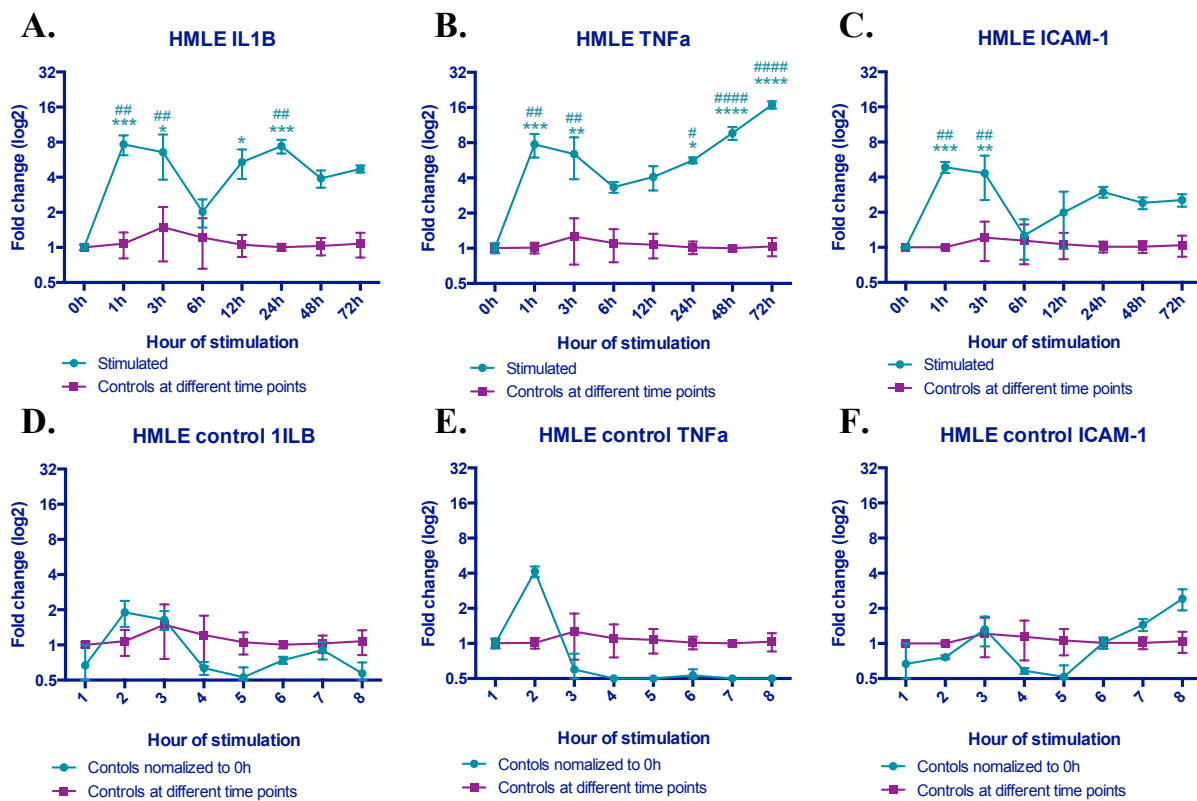 A.
HMLE IL1B
Fold change (log2)
32
16
8
4
2
1
0.5
##
***
##
*
*
##
***
0h
1h
3h
6h
12h
24h
48h
72h
Hour of stimulation
Stimulated
Controls at different time points
B.
HMLE TNFa
Fold change (log2)
32
16
8
4
2
1
0.5
##
***
##
**
#
*
####
****
####
****
0h
1h
3h
6h
12h
24h
48h
72h
Hour of stimulation
Stimulated
Controls at different time points
C.
HMLE ICAM-1
Fold change (log2)
32
16
8
4
2
1
0.5
##
***
##
**
0h
1h
3h
6h
12h
24h
48h
72h
Hour of stimulation
Stimulated
Controls at different time points
D.
HMLE control 1ILB
Fold change (log2)
32
16
8
4
2
1
0.5
1
2
3
4
5
6
7
8
Hour of stimulation
Contols nomalized to 0h
Controls at different time points
E.
HMLE control TNFa
Fold change (log2)
32
16
8
4
2
1
0.5
1
2
3
4
5
6
7
8
Hour of stimulation
Contols nomalized to 0h
Controls at different time points
F.
HMLE control ICAM-1
Fold change (log2)
32
16
8
4
2
1
0.5
1
2
3
4
5
6
7
8
Hour of stimulation
Contols nomalized to 0h
Controls at different time points